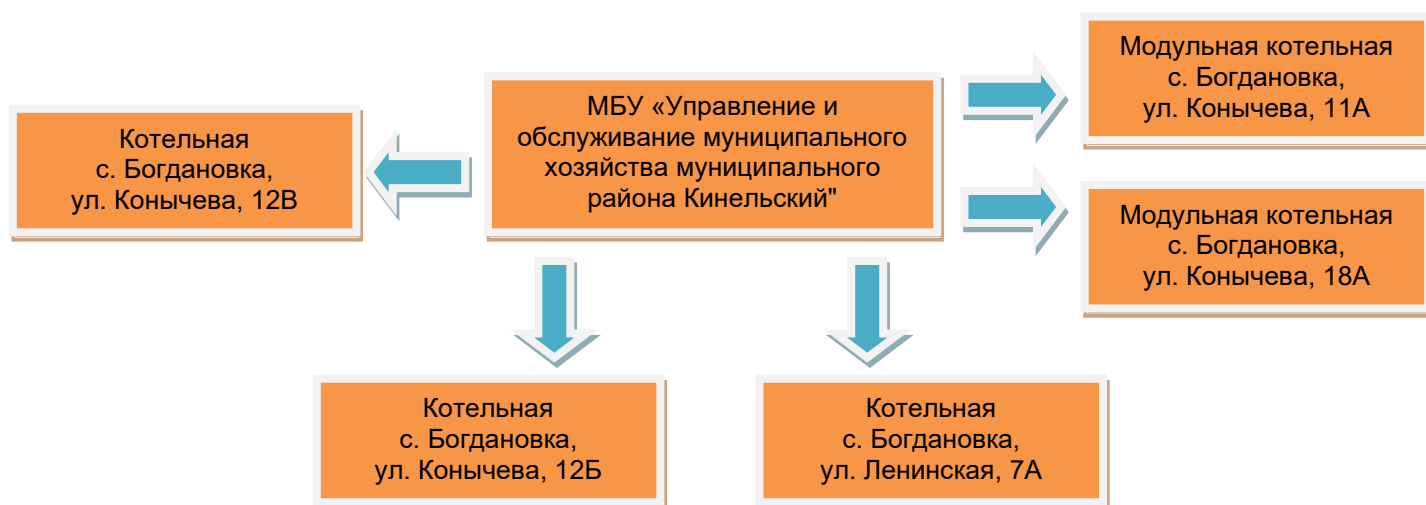 МБУ «Управление и
обслуживание муниципального
хозяйства муниципального
района Кинельский"
Модульная котельная
с. Богдановка,
ул. Конычева, 11А
Котельная
с. Богдановка,
ул. Конычева, 12В
Модульная котельная
с. Богдановка,
ул. Конычева, 18А
Котельная
с. Богдановка,
ул. Конычева, 12Б
Котельная
с. Богдановка,
ул. Ленинская, 7А